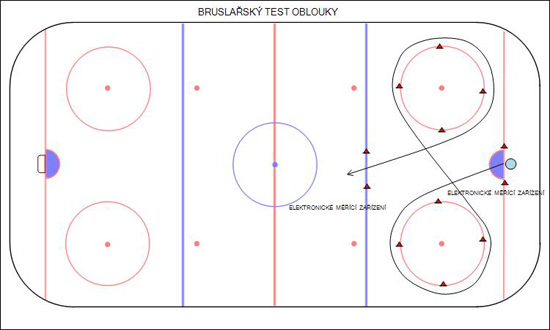 BRUSLAŘSKÝ TEST OBLOUKY
ELEKTRONICKÉ MĚŘÍCÍ ZAŘÍZENÍ
ELEKTRONICKÉ MĚŘÍCÍ ZAŘÍZENÍ